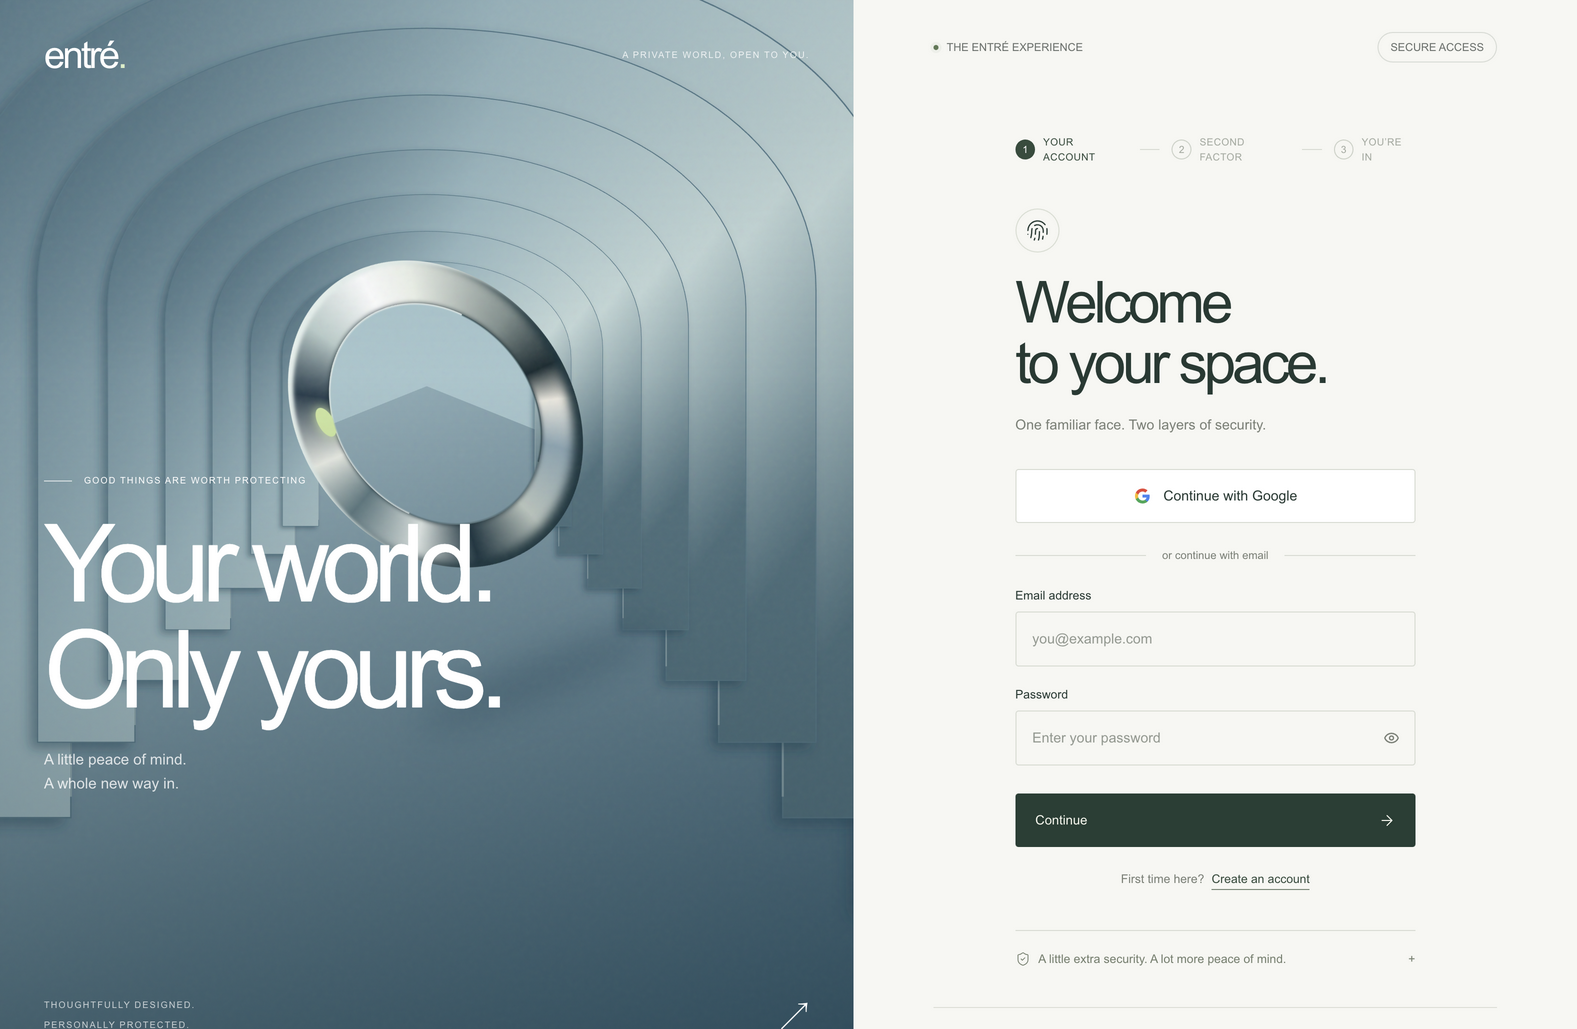 entré.
A PRIVATE WORLD, OPEN TO YOU.
GOOD THINGS ARE WORTH PROTECTING
Your world.
Only yours.
A little peace of mind.
A whole new way in.
THOUGHTFULLY DESIGNED.
PERSONALLY PROTECTED.
THE ENTRÉ EXPERIENCE
SECURE ACCESS
1
YOUR
ACCOUNT
2
SECOND
FACTOR
3
YOU'RE
IN
Welcome
to your space.
One familiar face. Two layers of security.
Continue with Google
or continue with email
Email address
you@example.com
Password
Enter your password
Continue
First time here? Create an account
A little extra security. A lot more peace of mind.
+